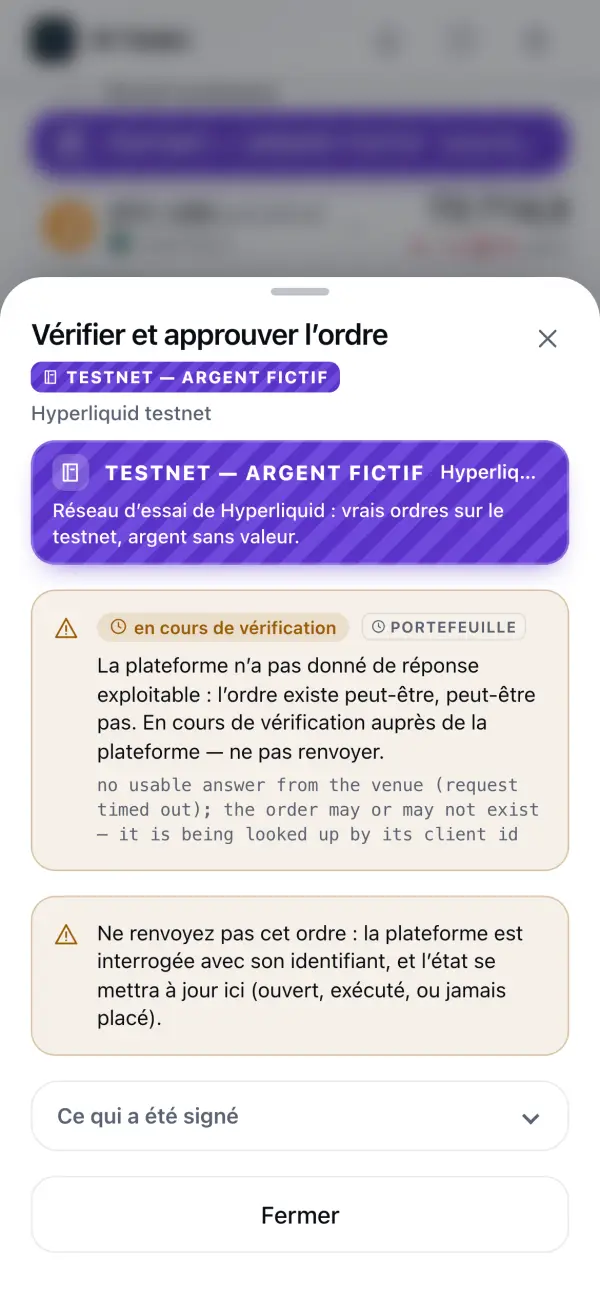 Vérifier et approuver l’ordre
TESTNET — ARGENT FICTIF
Hyperliquid testnet
TESTNET — ARGENT FICTIF Hyperliq...
Réseau d’essai de Hyperliquid : vrais ordres sur le
testnet, argent sans valeur.
en cours de vérification PORTEFEUILLE
La plateforme n’a pas donné de réponse
exploitable : l’ordre existe peut-être, peut-être
pas. En cours de vérification auprès de la
plateforme — ne pas renvoyer.
no usable answer from the venue (request
timed out); the order may or may not exist
— it is being looked up by its client id
Ne renvoyez pas cet ordre : la plateforme est
interrogée avec son identifiant, et l’état se
mettra à jour ici (ouvert, exécuté, ou jamais
placé).
Ce qui a été signé
Fermer